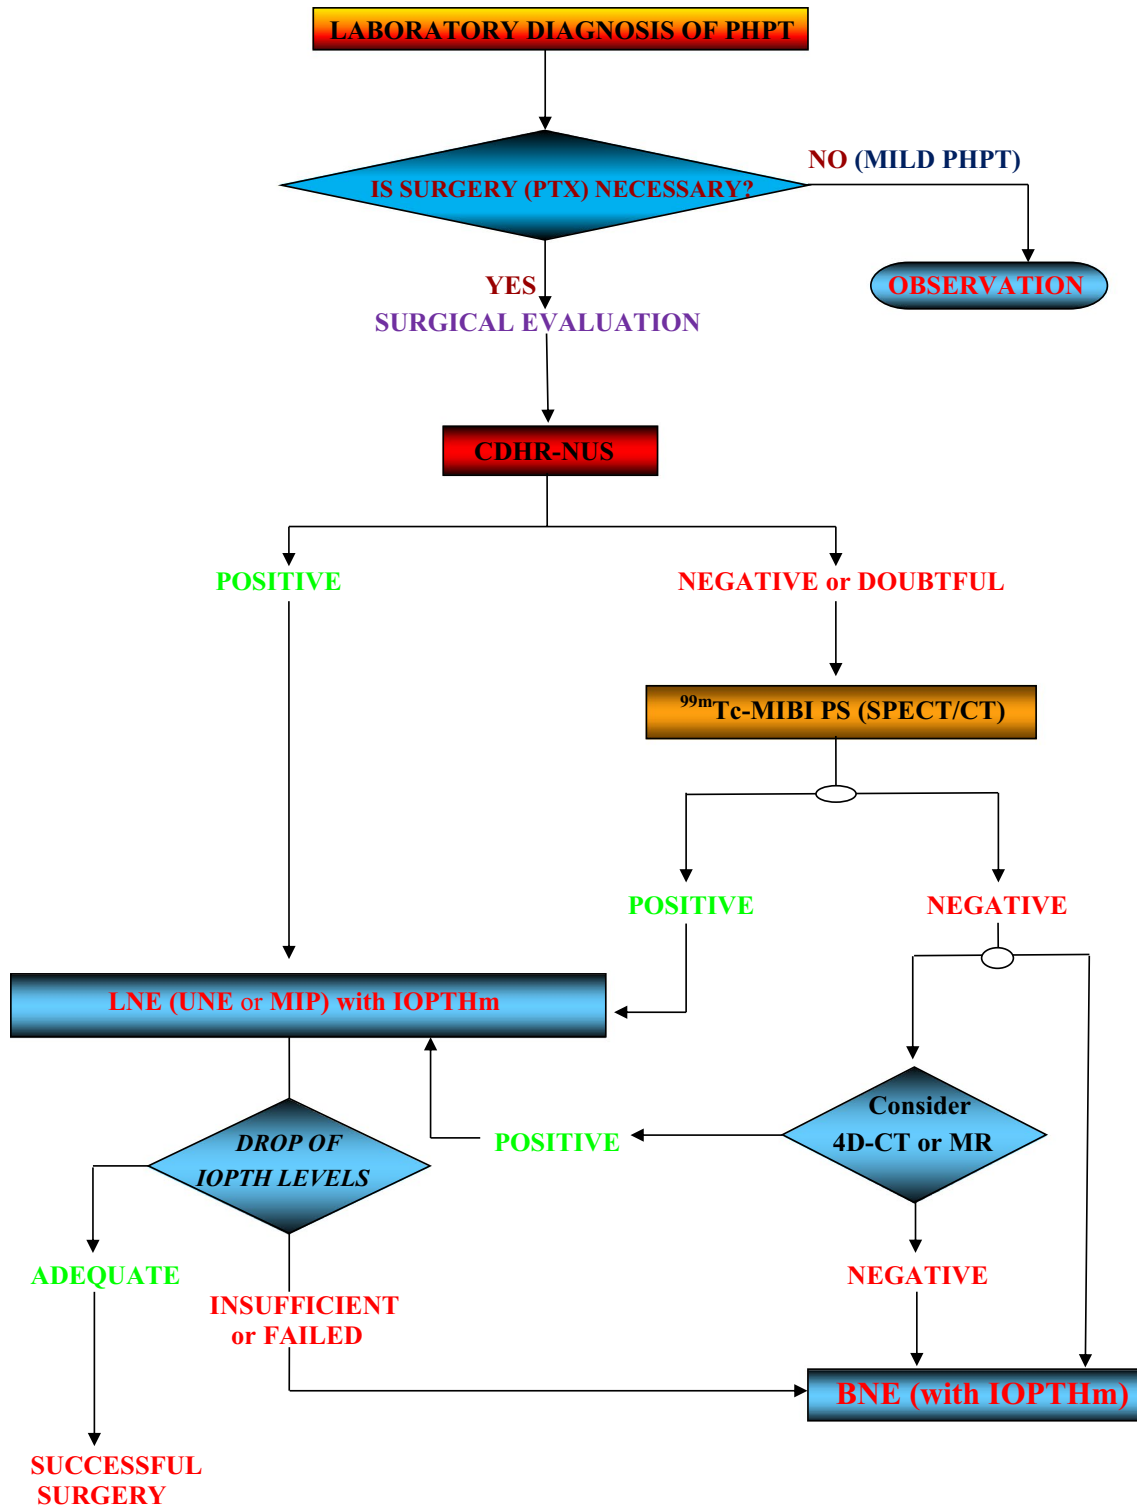 LABORATORY DIAGNOSIS OF PHPT
NO (MILD PHPT)
IS SURGERY (PTX) NECESSARY?
OBSERVATION
YES
SURGICAL EVALUATION
CDHR-NUS
POSITIVE
NEGATIVE or DOUBTFUL
99mTc-MIBI PS (SPECT/CT)
POSITIVE
NEGATIVE
LNE (UNE or MIP) with IOPTHm
Consider
4D-CT or MR
POSITIVE
DROP OF
IOPTH LEVELS
ADEQUATE
NEGATIVE
INSUFFICIENT
or FAILED
BNE (with IOPTHm)
SUCCESSFUL
SURGERY